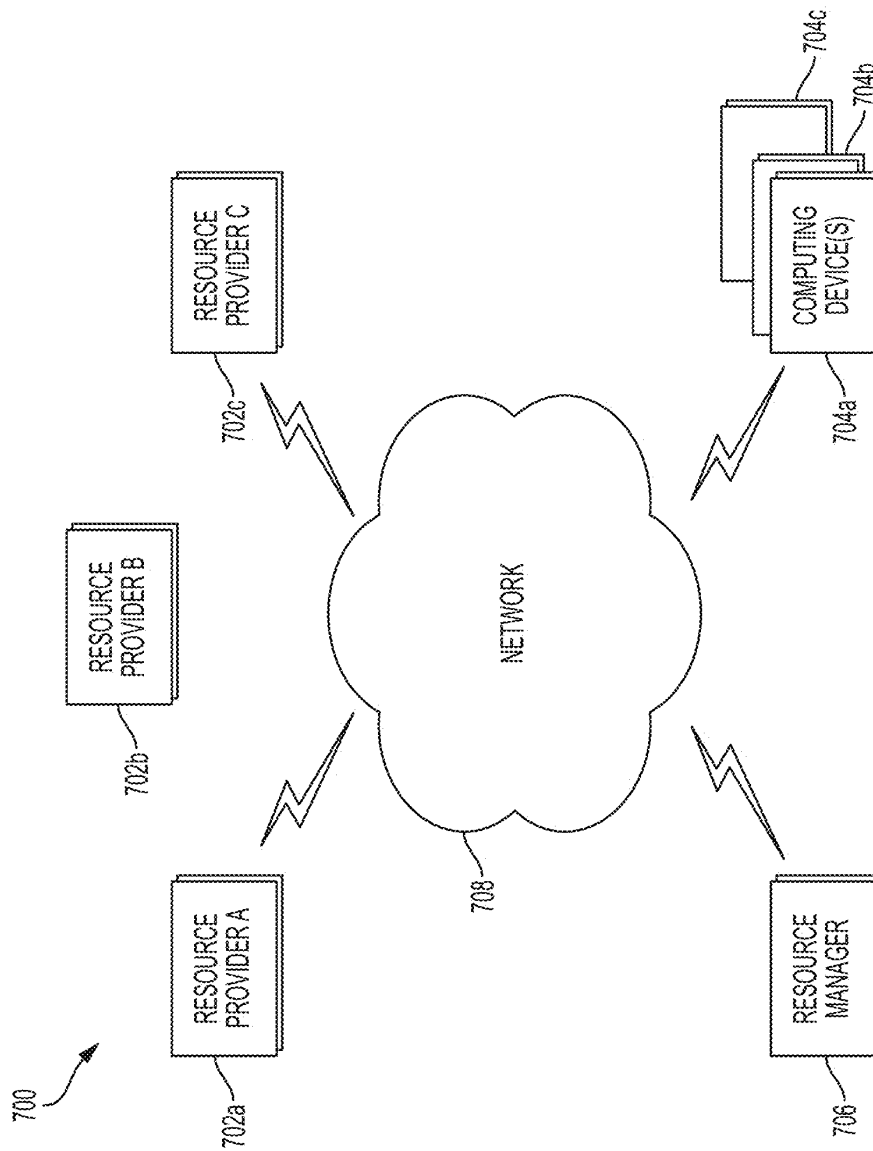 700
RESOURCE
PROVIDER B
702b
RESOURCE
PROVIDER A
702a
RESOURCE
PROVIDER C
702c
NETWORK
708
RESOURCE
MANAGER
706
COMPUTING
DEVICE(S)
704a
704b
704c